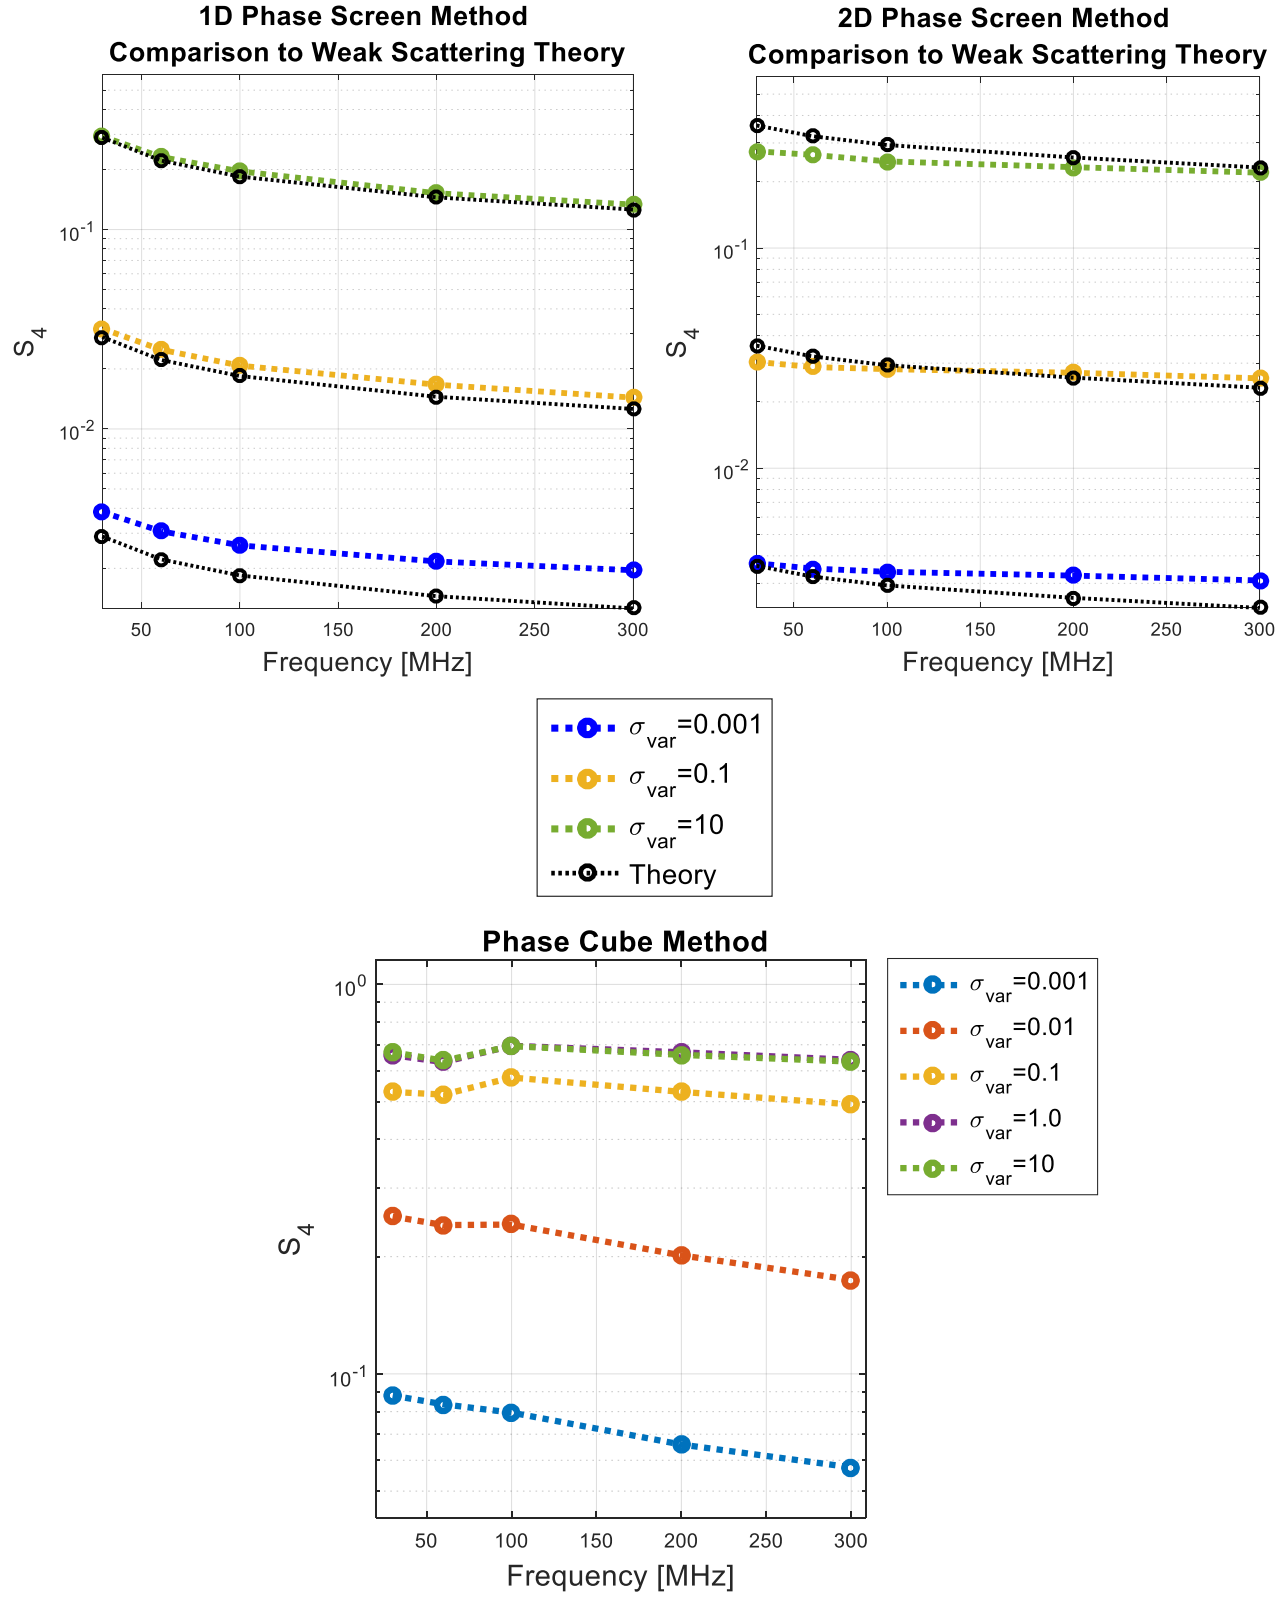 1D Phase Screen Method
Comparison to Weak Scattering Theory
10-1
10-2
S4
50
100
150
200
250
300
Frequency [MHz]
2D Phase Screen Method
Comparison to Weak Scattering Theory
10-1
10-2
S4
50
100
150
200
250
300
Frequency [MHz]
σvar=0.001
σvar=0.1
σvar=10
Theory
Phase Cube Method
100
10-1
S4
50
100
150
200
250
300
Frequency [MHz]
σvar=0.001
σvar=0.01
σvar=0.1
σvar=1.0
σvar=10